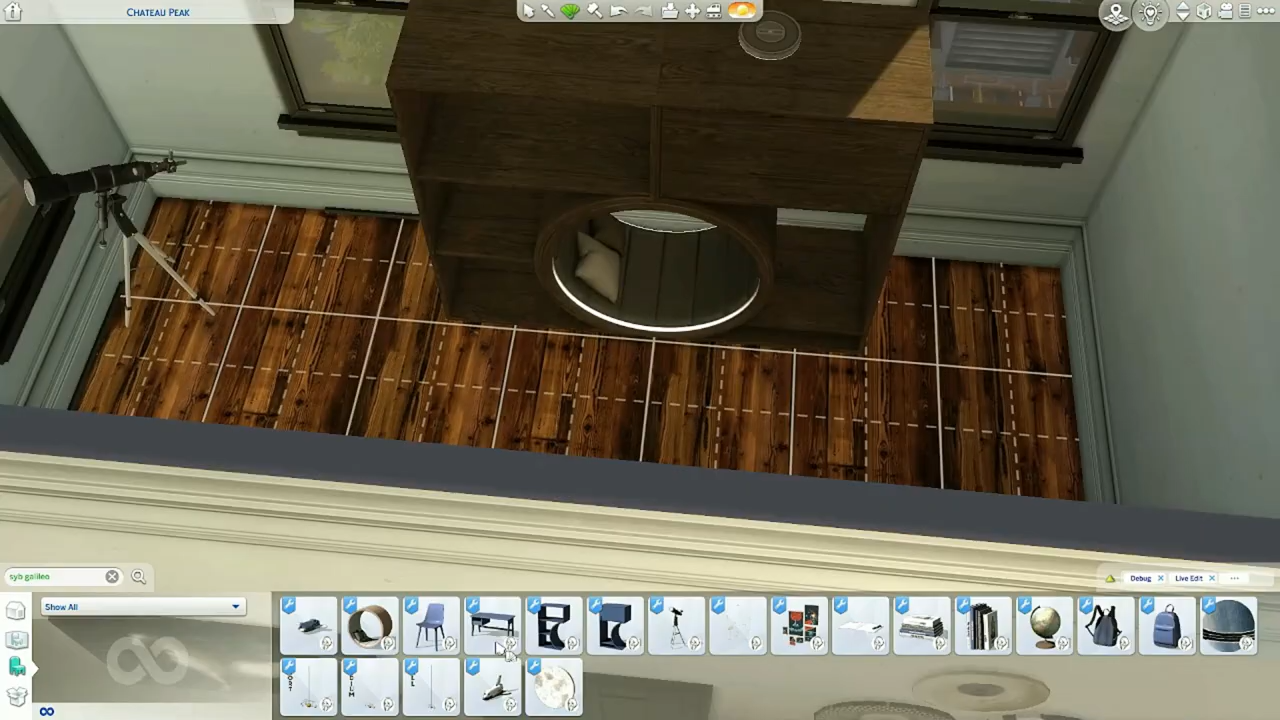 CHATEAU PEAK
syb galileo
Debug
Live Edit
Show All